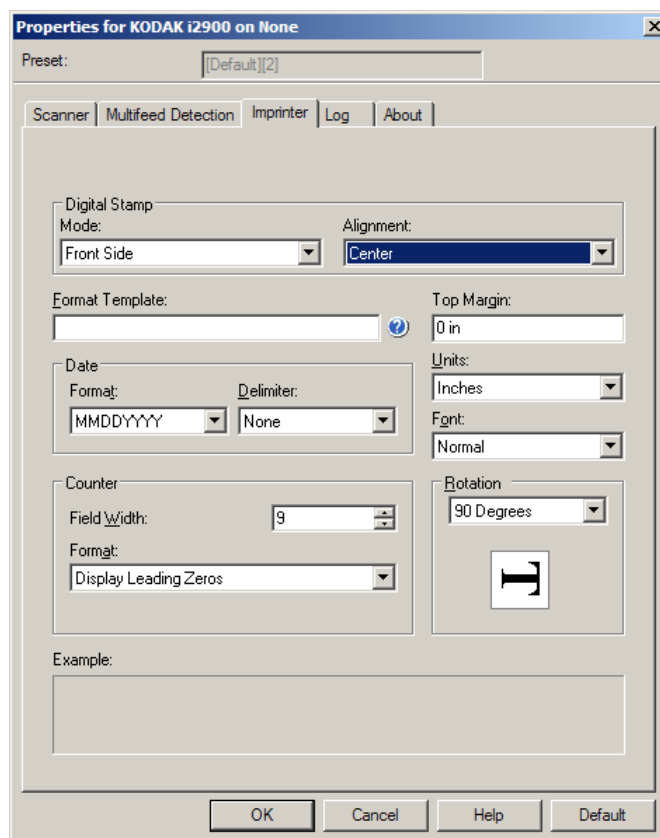 Properties for KODAK i2900 on None
Preset: [Default][2]
Scanner Multifeed Detection Imprinter Log About
Digital Stamp
Mode: Alignment:
Front Side Center
Format Template: Top Margin:
0 in
Date Units:
Format: Delimiter: Inches
MMDDYYYY None Font:
Normal
Counter Rotation
Field Width: 9 90 Degrees
Format:
Display Leading Zeros
T
Example:
OK Cancel Help Default